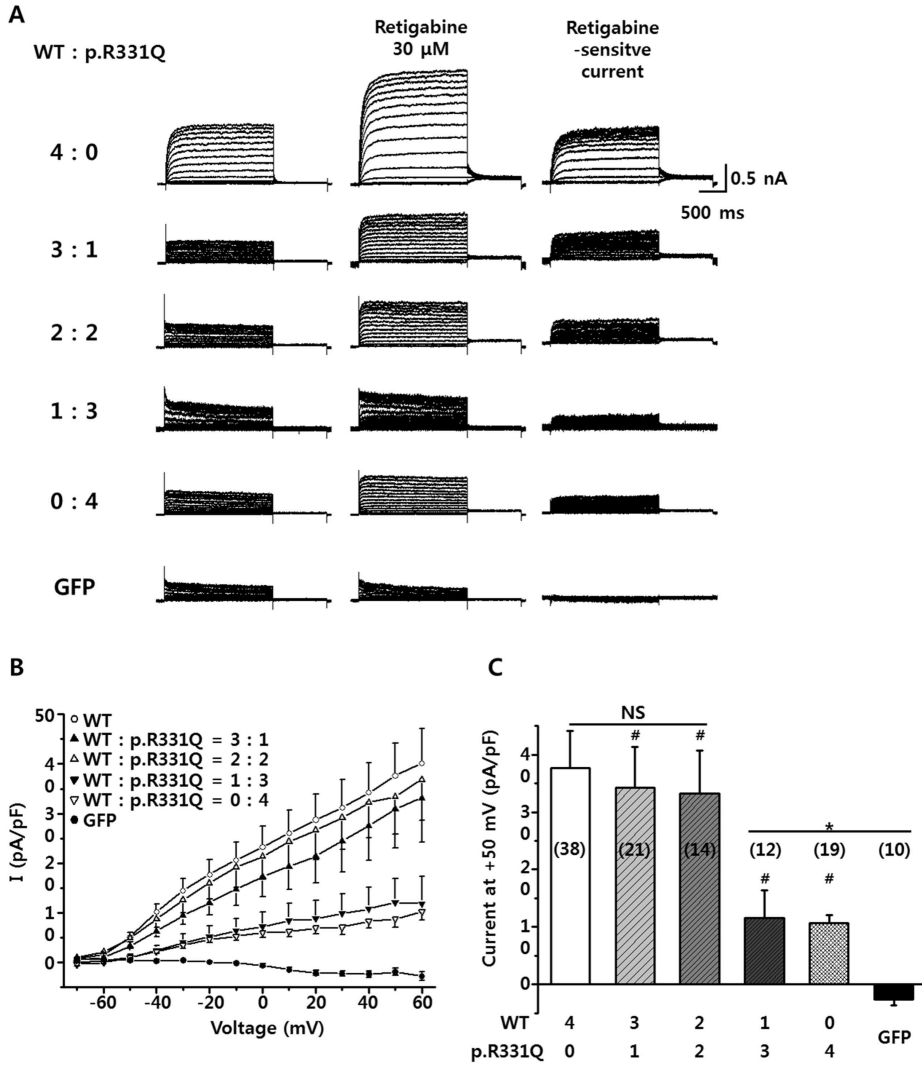 A
WT : p.R331Q
Retigabine
30 μM
Retigabine
-sensitve
current
4 : 0
0.5 nA
500 ms
3 : 1
2 : 2
1 : 3
0 : 4
GFP
B
50
4
0
3
0
2
0
1
0
0
I (pA/pF)
WT
WT : p.R331Q = 3 : 1
WT : p.R331Q = 2 : 2
WT : p.R331Q = 1 : 3
WT : p.R331Q = 0 : 4
GFP
-60 -40 -20 0 20 40 60
Voltage (mV)
C
Current at +50 mV (pA/pF)
4
0
3
0
2
0
1
0
0
NS
# #
*
(38) (21) (14) (12) (19) (10)
# #
WT 4 3 2 1 0 GFP
p.R331Q 0 1 2 3 4